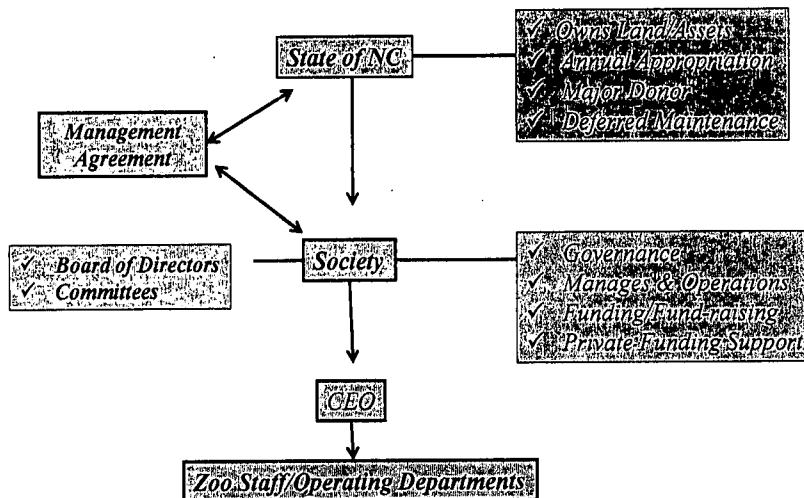 State of NC
✓ Owns Land/Assets
✓ Annual Appropriation
✓ Major Donor
✓ Deferred Maintenance
Management
Agreement
✓ Board of Directors
✓ Committees
Society
✓ Governance
✓ Manages & Operations
✓ Funding/Fund-raising
✓ Private Funding Support
CEO
Zoo Staff/Operating Departments